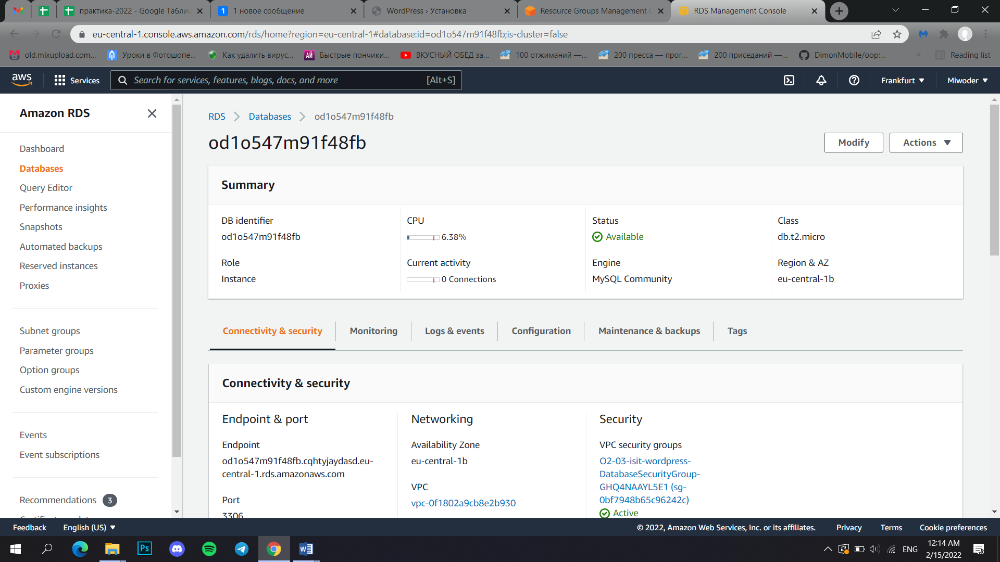 практика-2022 - Google Таблиц
1
1 новое сообщение
WordPress › Установка
Resource Groups Management C
RDS Management Console
eu-central-1.console.aws.amazon.com/rds/home?region=eu-central-1#database:id=od1o547m91f48fb;is-cluster=false
old.mixupload.com...
Уроки в Фотошопе...
Как удалить вирус...
АЙ
Быстрые пончики...
ВКУСНЫЙ ОБЕД за...
100 отжиманий —...
200 пресса — прог...
200 приседаний —...
DimonMobile/oop:...
»
Reading list
aws
Services
Search for services, features, blogs, docs, and more
[Alt+S]
Frankfurt
Miwoder
Amazon RDS
Dashboard
Databases
Query Editor
Performance insights
Snapshots
Automated backups
Reserved instances
Proxies
Subnet groups
Parameter groups
Option groups
Custom engine versions
Events
Event subscriptions
Recommendations 3
RDS
Databases
od1o547m91f48fb
od1o547m91f48fb
Modify
Actions
Summary
DB identifier
od1o547m91f48fb
CPU
6.38%
Status
Available
Class
db.t2.micro
Role
Instance
Current activity
0 Connections
Engine
MySQL Community
Region & AZ
eu-central-1b
Connectivity & security
Monitoring
Logs & events
Configuration
Maintenance & backups
Tags
Connectivity & security
Endpoint & port
Endpoint
od1o547m91f48fb.cqhtyjaydasd.eu-
central-1.rds.amazonaws.com
Port
3306
Networking
Availability Zone
eu-central-1b
VPC
vpc-0f1802a9cb8e2b930
Security
VPC security groups
O2-03-isit-wordpress-
DatabaseSecurityGroup-
GHQ4NAAYL5E1 (sg-
0bf7948b65c96242c)
Active
Feedback
English (US)
© 2022, Amazon Web Services, Inc. or its affiliates.
Privacy
Terms
Cookie preferences
Ps
W
ENG
12:14 AM
2/15/2022